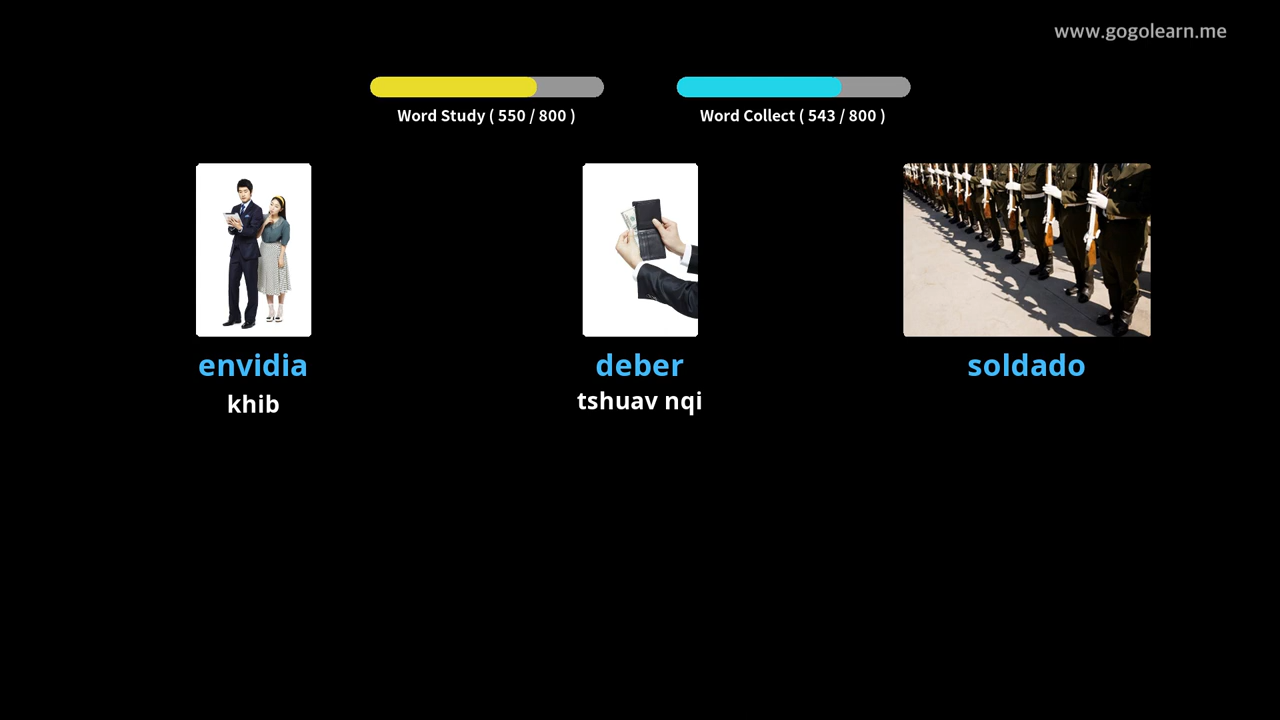 www.gogolearn.me
Word Study ( 550 / 800 )
Word Collect ( 543 / 800 )
envidia
khib
deber
tshuav nqi
soldado